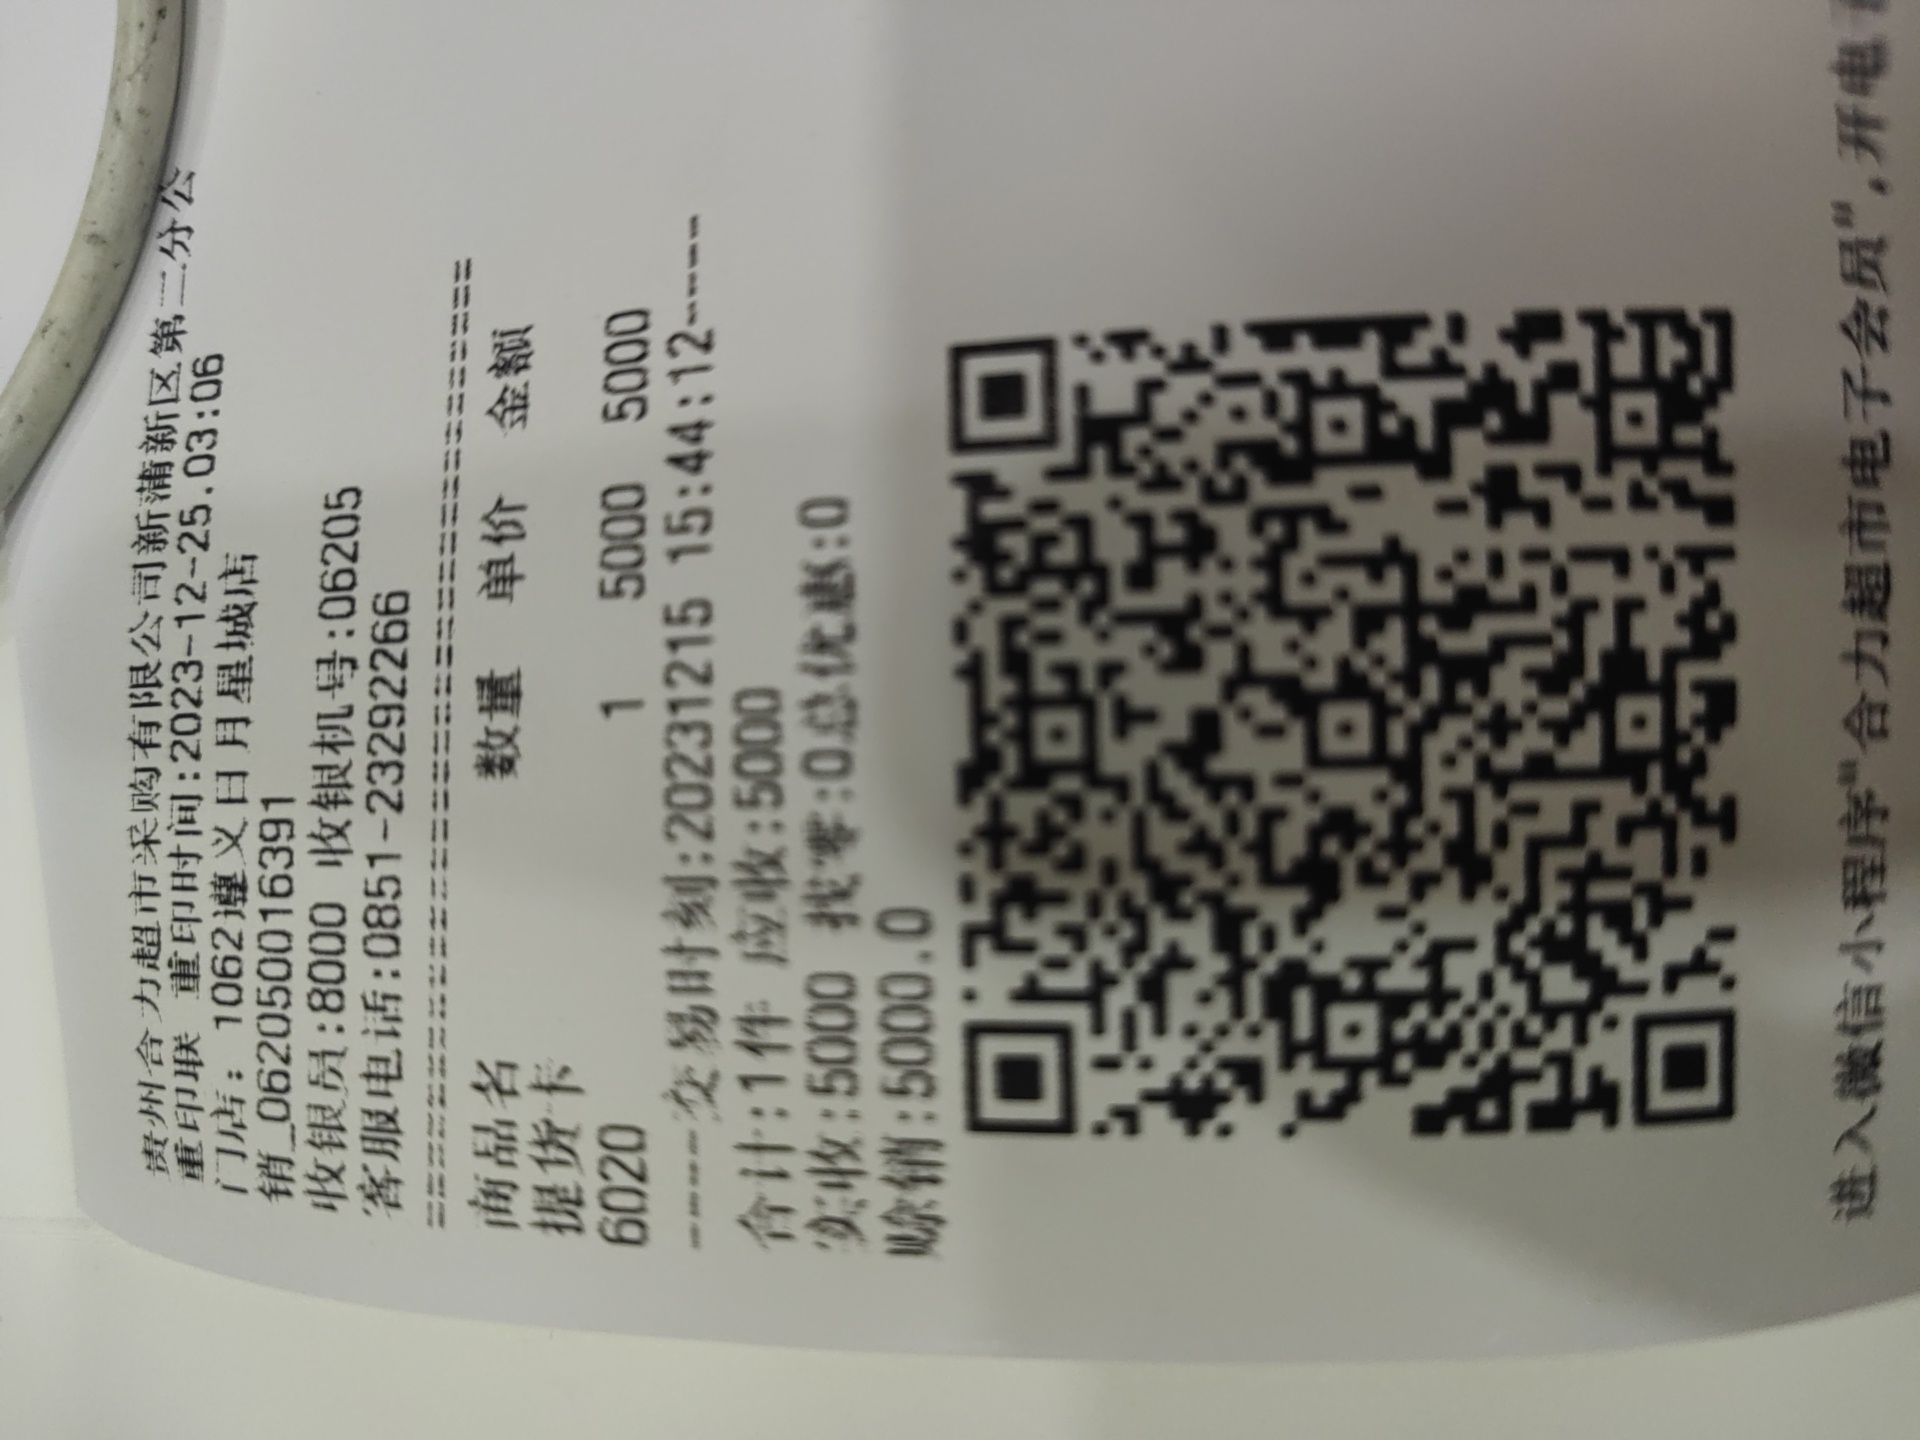 贵州合力超市采购有限公司新蒲新区第二分公
重印联 重印时间:2023-12-25.03:06
门店: 1062遵义日月星城店
销_0620500016391
收银员:8000 收银机号:06205
客服电话:0851-23292266
================================
商品名 数量 单价 金额
提货卡
6020 1 5000 5000
-----交易时刻:20231215 15:44:12----
合计:1件 应收:5000
实收:5000 找零:0总优惠:0
赊销:5000.0
进入微信小程序"合力超市电子会员",开电